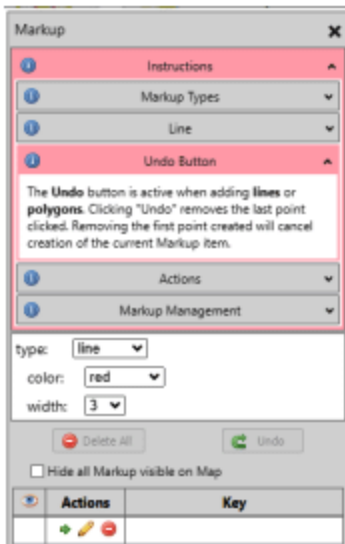 Markup
Instructions
Markup Types
Line
Undo Button
The Undo button is active when adding lines or
polygons. Clicking "Undo" removes the last point
clicked. Removing the first point created will cancel
creation of the current Markup item.
Actions
Markup Management
type: line
color: red
width: 3
Delete All Undo
Hide all Markup visible on Map
Actions Key